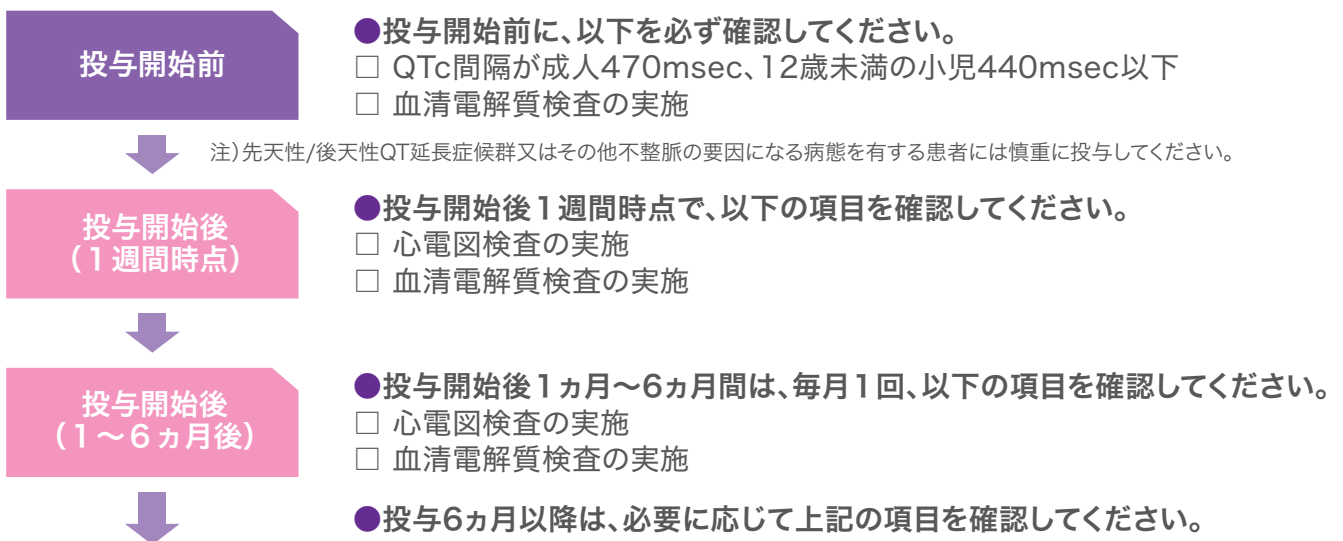 投与開始前
●投与開始前に、以下を必ず確認してください。
□ QTc間隔が成人470msec、12歳未満の小児440msec以下
□ 血清電解質検査の実施
注）先天性/後天性QT延長症候群又はその他不整脈の要因になる病態を有する患者には慎重に投与してください。
投与開始後
（１週間時点）
●投与開始後１週間時点で、以下の項目を確認してください。
□ 心電図検査の実施
□ 血清電解質検査の実施
投与開始後
（１～６ヵ月後）
●投与開始後１ヵ月～6ヵ月間は、毎月１回、以下の項目を確認してください。
□ 心電図検査の実施
□ 血清電解質検査の実施
●投与6ヵ月以降は、必要に応じて上記の項目を確認してください。